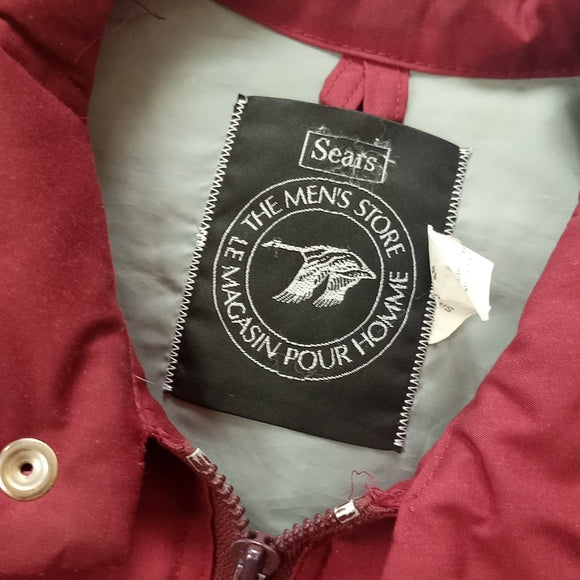 Sears
THE MEN'S STORE
LE MAGASIN POUR HOMME